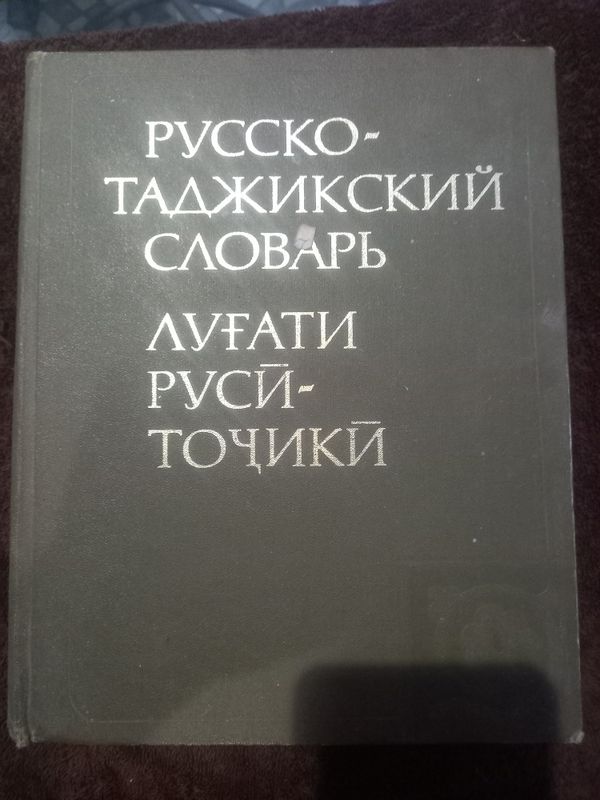 РУССКО-
ТАДЖИКСКИЙ
СЛОВАРЬ
ЛУҒАТИ
РУСӢ-
ТОҶИКӢ